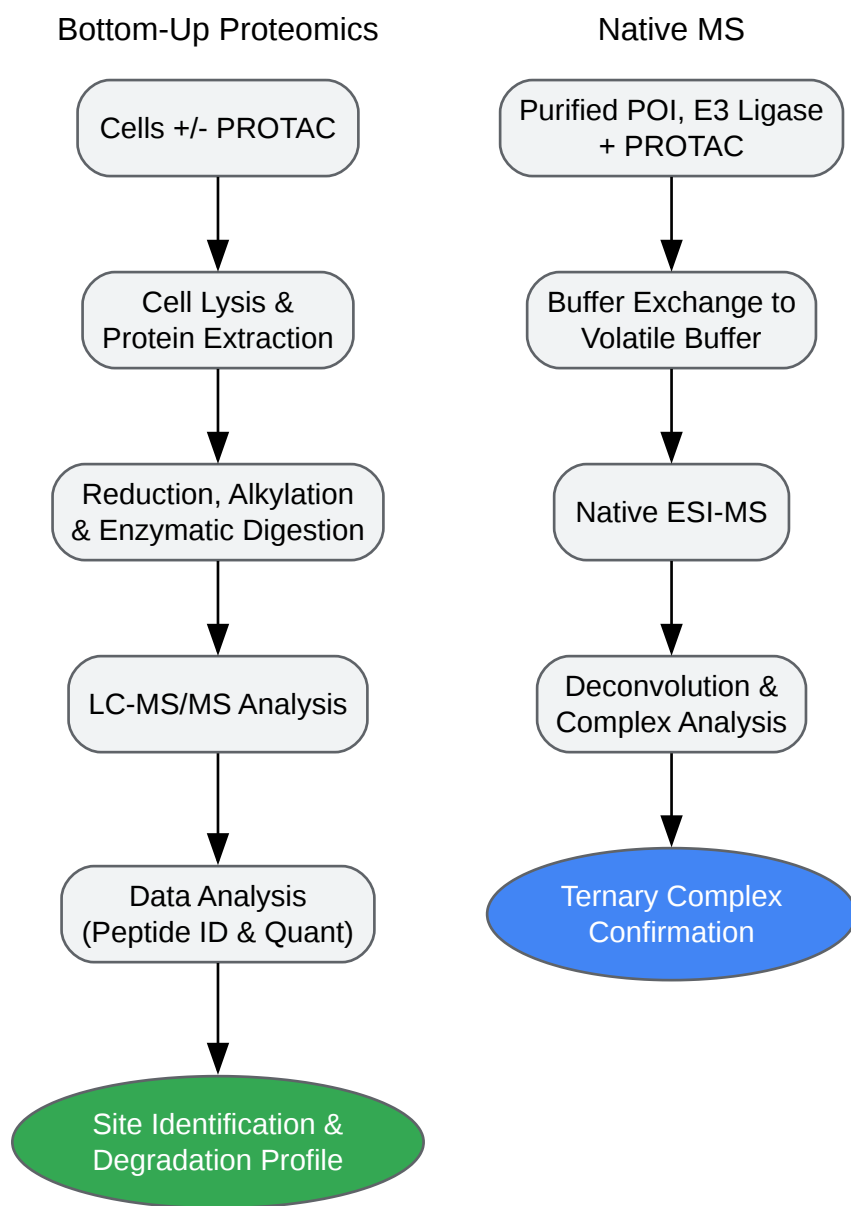 Bottom-Up Proteomics
Cells +/- PROTAC
Cell Lysis &
Protein Extraction
Reduction, Alkylation
& Enzymatic Digestion
LC-MS/MS Analysis
Data Analysis
(Peptide ID & Quant)
Site Identification &
Degradation Profile
Native MS
Purified POI, E3 Ligase
+ PROTAC
Buffer Exchange to
Volatile Buffer
Native ESI-MS
Deconvolution &
Complex Analysis
Ternary Complex
Confirmation